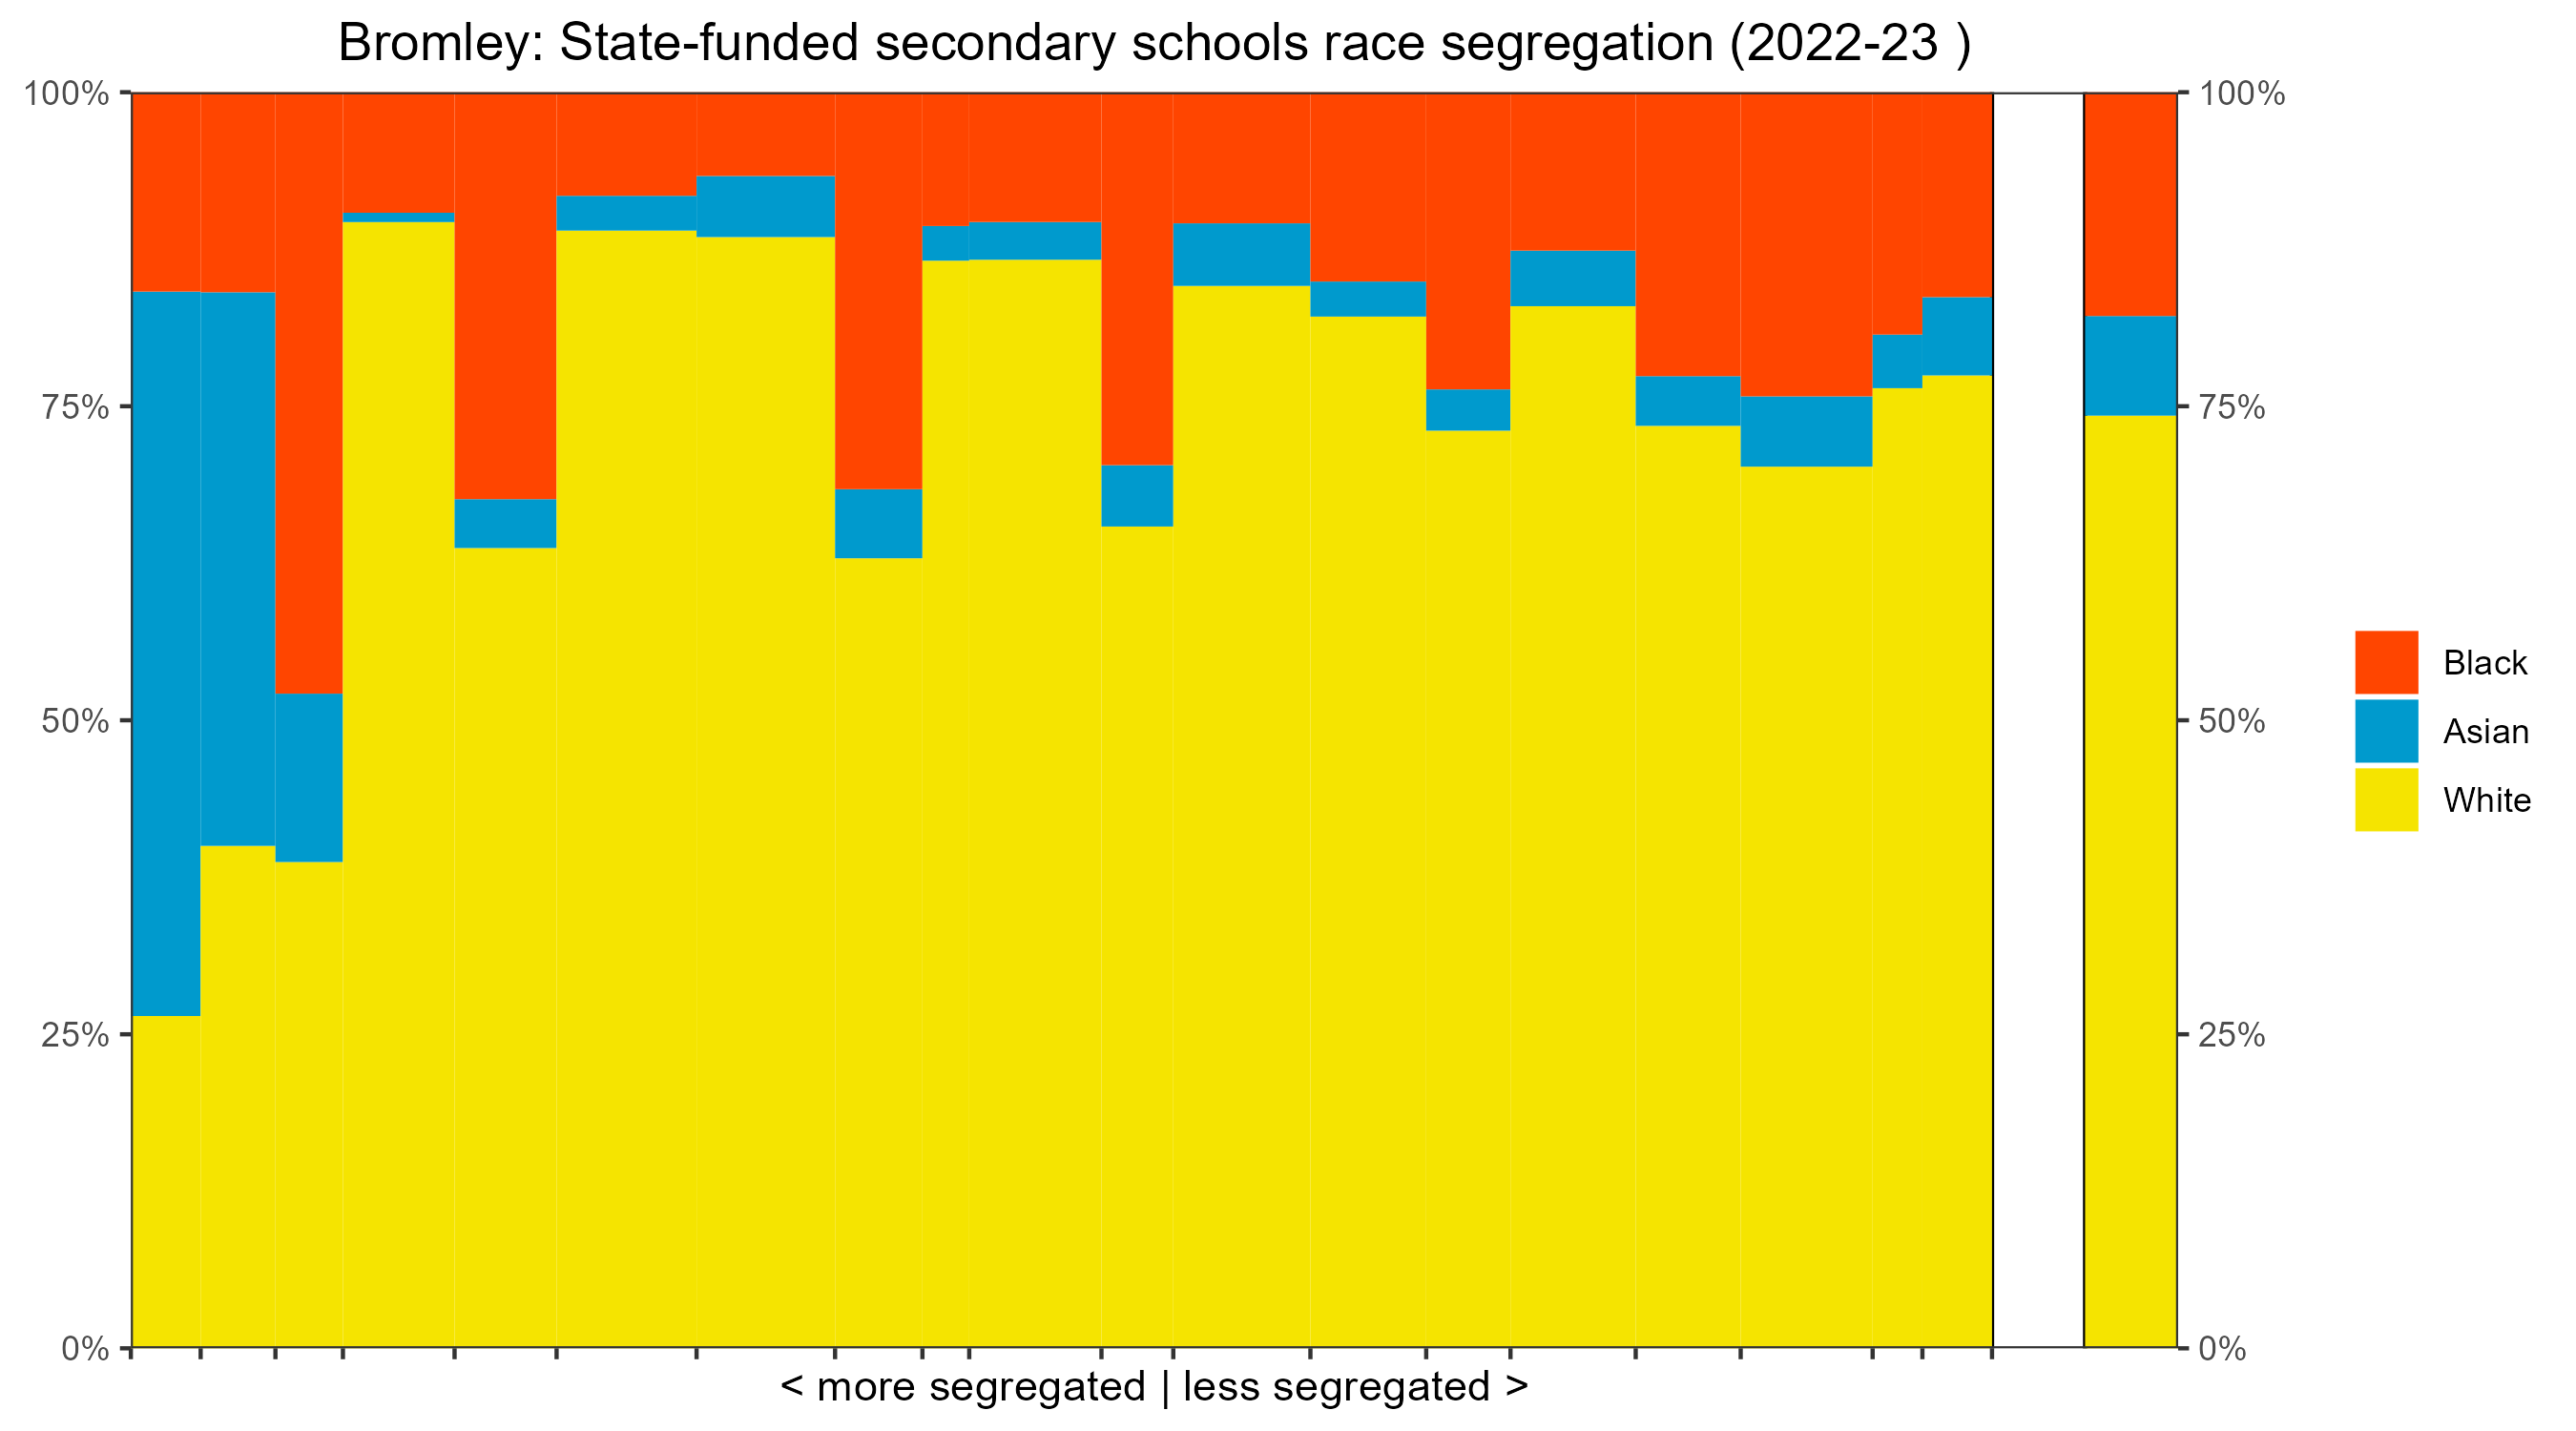 Bromley: State-funded secondary schools race segregation (2022-23 )
100%
75%
50%
25%
0%
100%
75%
50%
25%
0%
Black
Asian
White
< more segregated | less segregated >